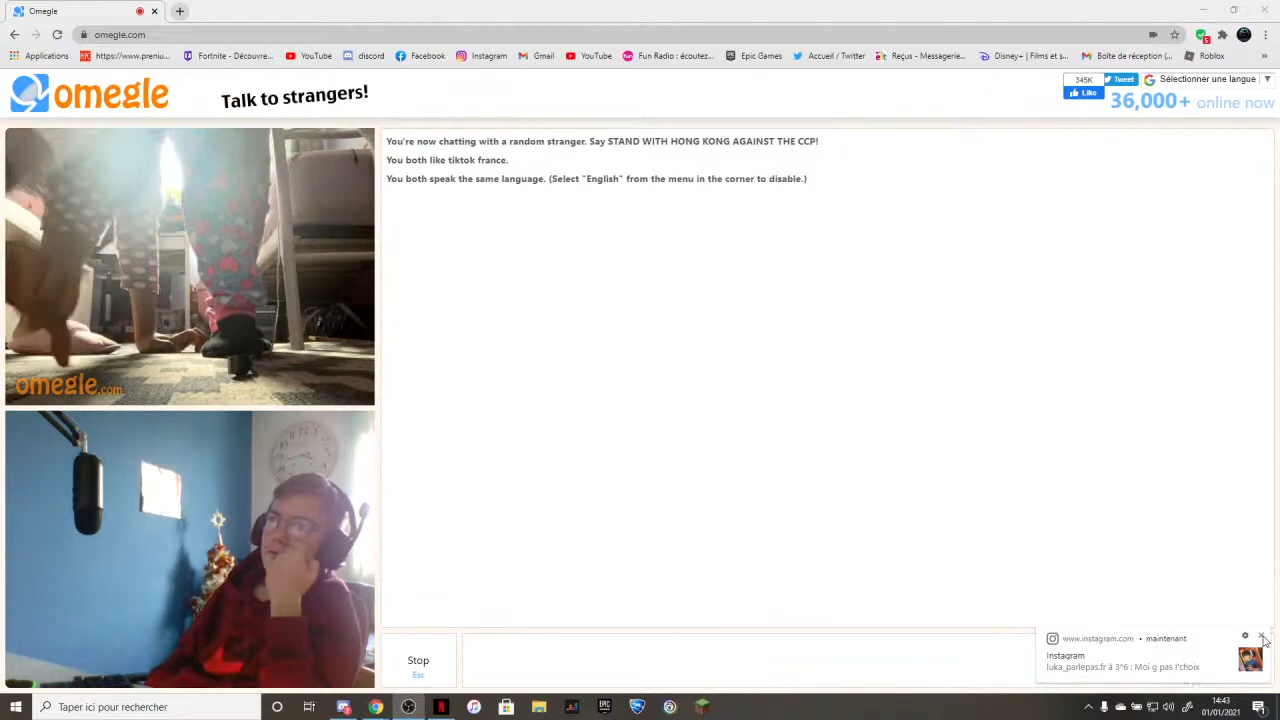 Omegle
omegle.com
Applications
https://www.preniu...
Fortnite - Découvre...
YouTube
discord
Facebook
Instagram
Gmail
YouTube
Fun Radio : écoutez...
Epic Games
Accueil / Twitter
Reçus - Messagerie...
Disney+ | Films et s...
Boîte de réception (...
Roblox
omegle
Talk to strangers!
345K
Like
Tweet
Sélectionner une langue
36,000+ online now
You're now chatting with a random stranger. Say STAND WITH HONG KONG AGAINST THE CCP!
You both like tiktok france.
You both speak the same language. (Select "English" from the menu in the corner to disable.)
omegle.com
Stop
Esc
www.instagram.com • maintenant
Instagram
luka_parlepas.fr à 3*6 : Moi g pas l'choix
Taper ici pour rechercher
14:43
01/01/2021